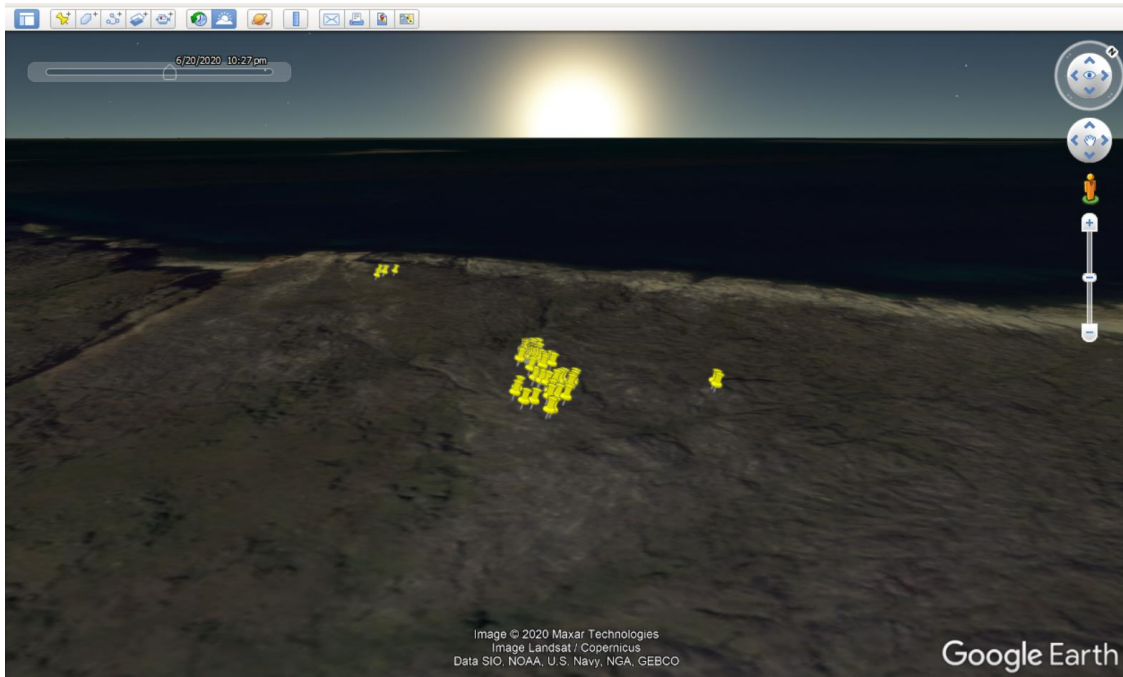 6/20/2020 10:27 pm
N
Image © 2020 Maxar Technologies
Image Landsat / Copernicus
Data SIO, NOAA, U.S. Navy, NGA, GEBCO
Google Earth